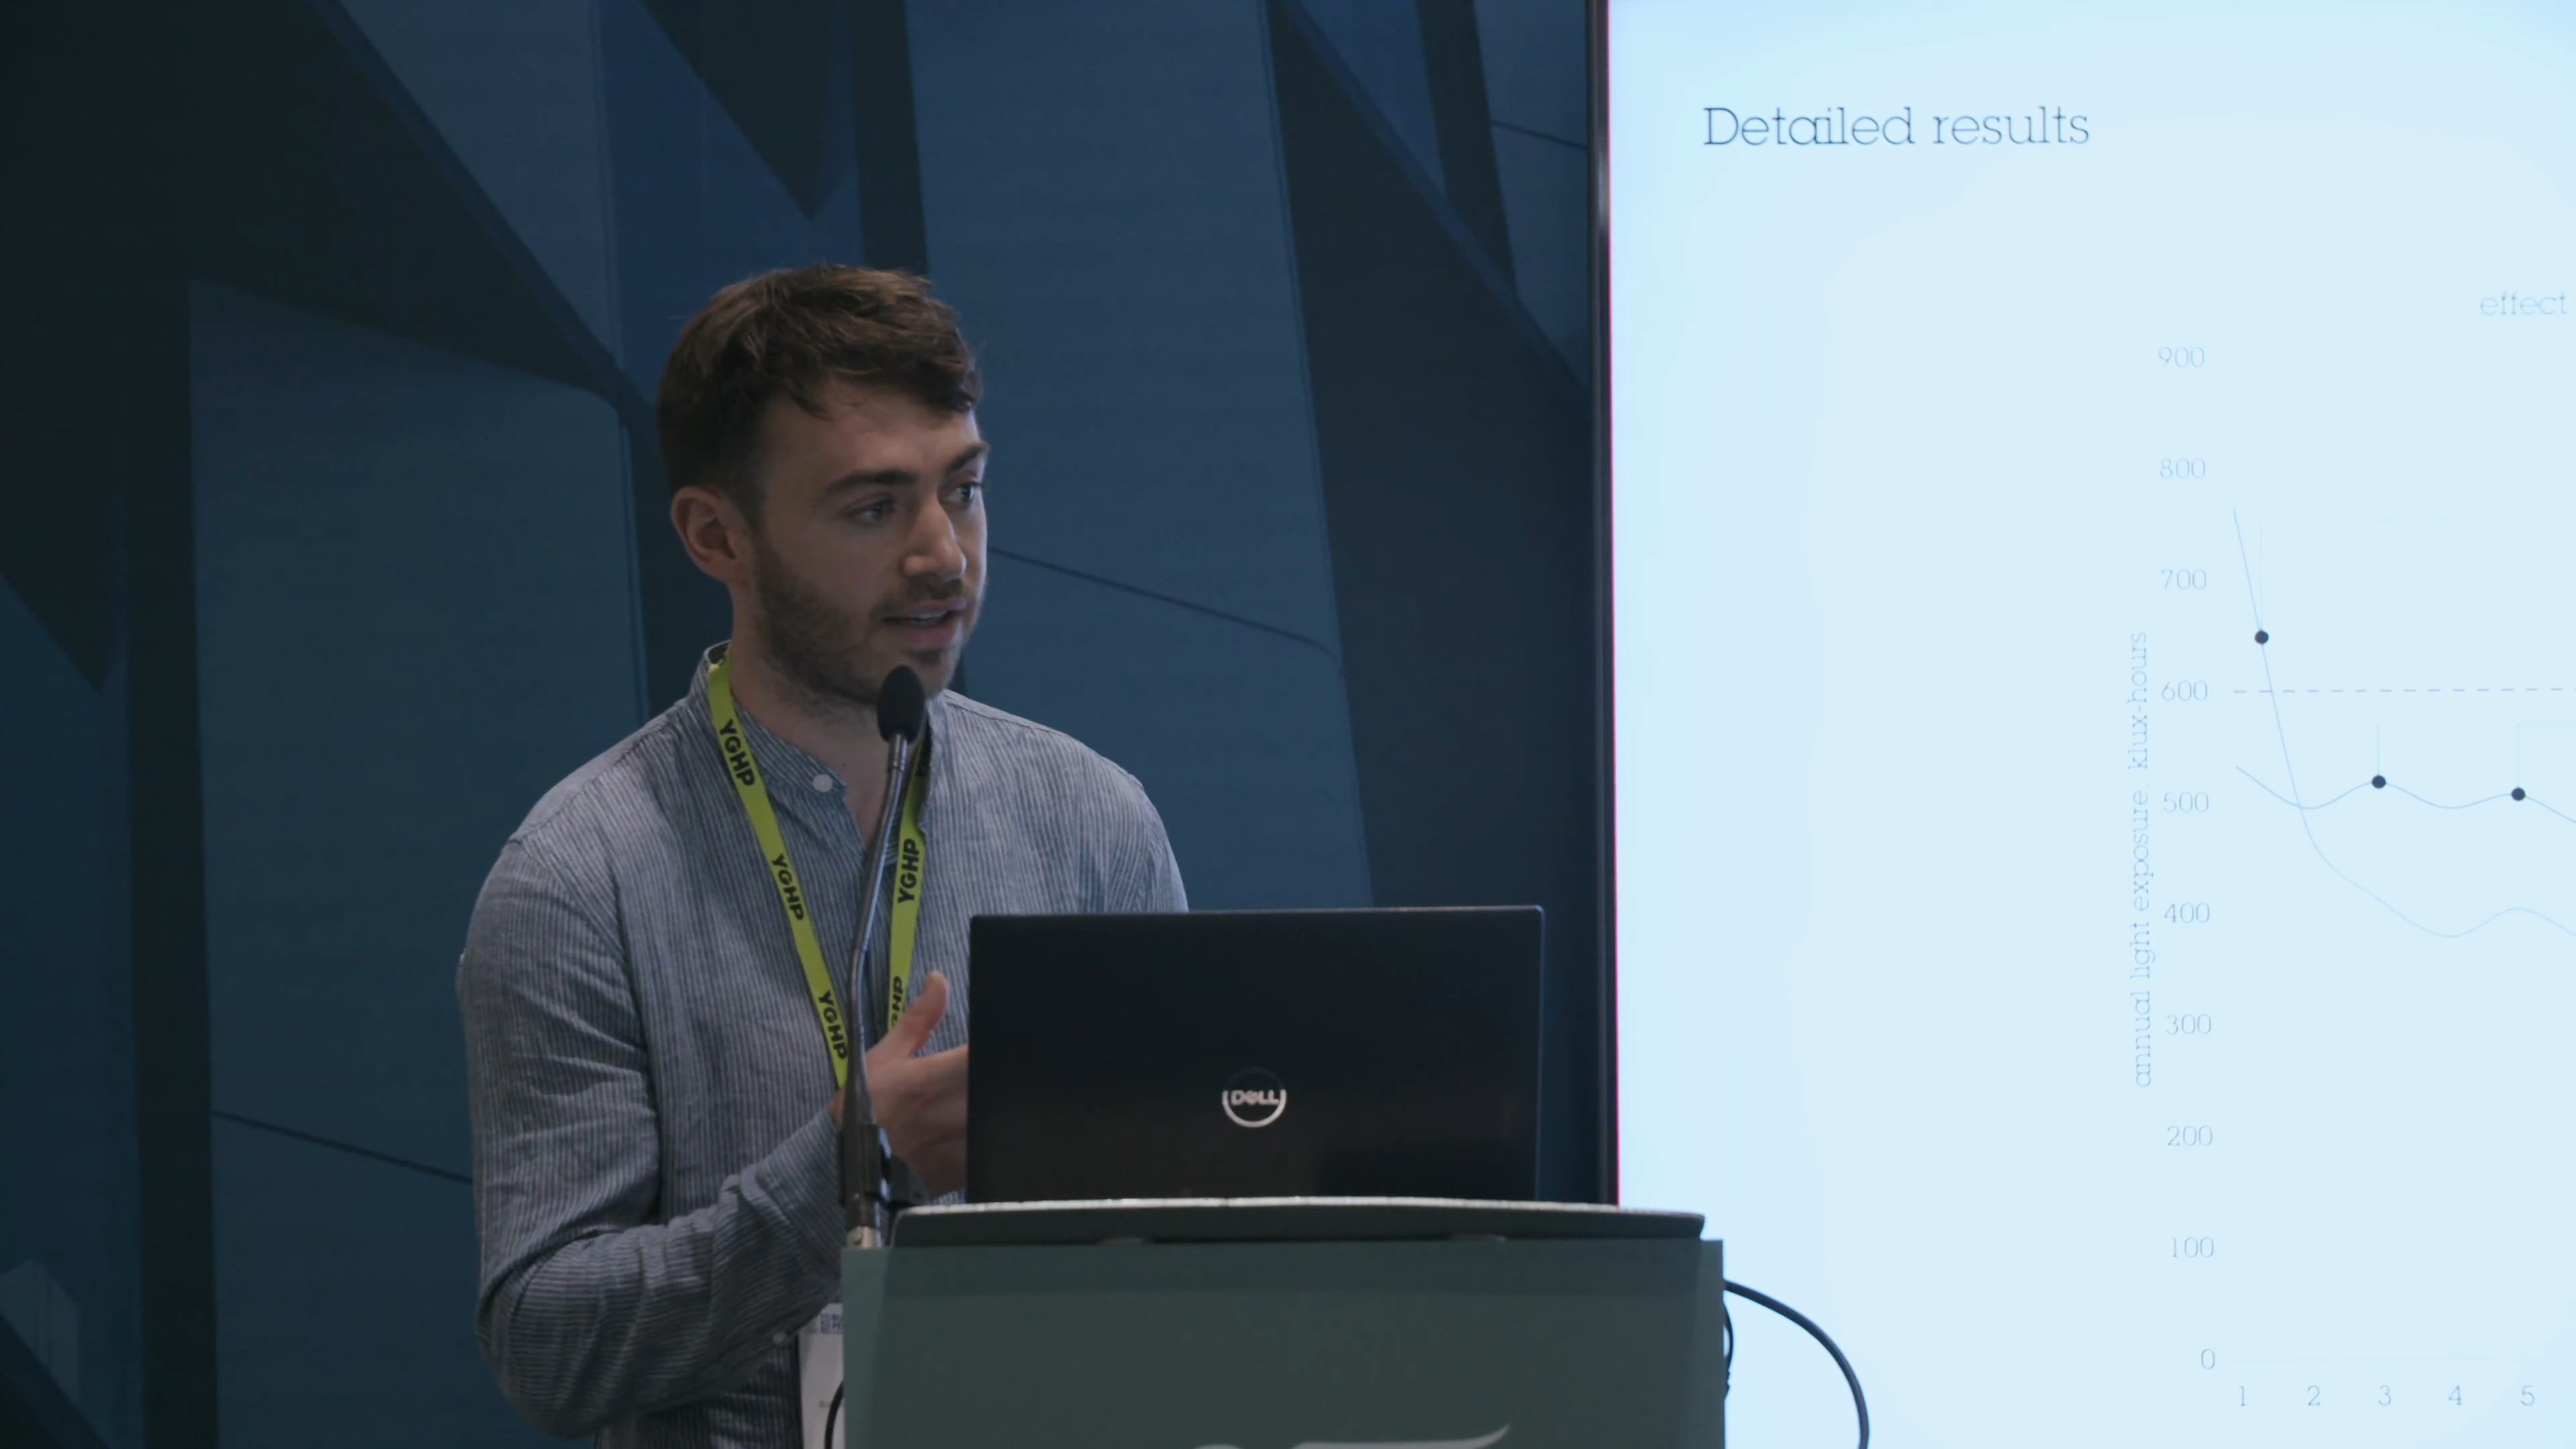 Detailed results
effect
900
800
700
600
500
400
300
200
100
0
annual light exposure, klux-hours
1 2 3 4 5
YGHP
YGHP
YGHP
YGHP
GHP
DELL